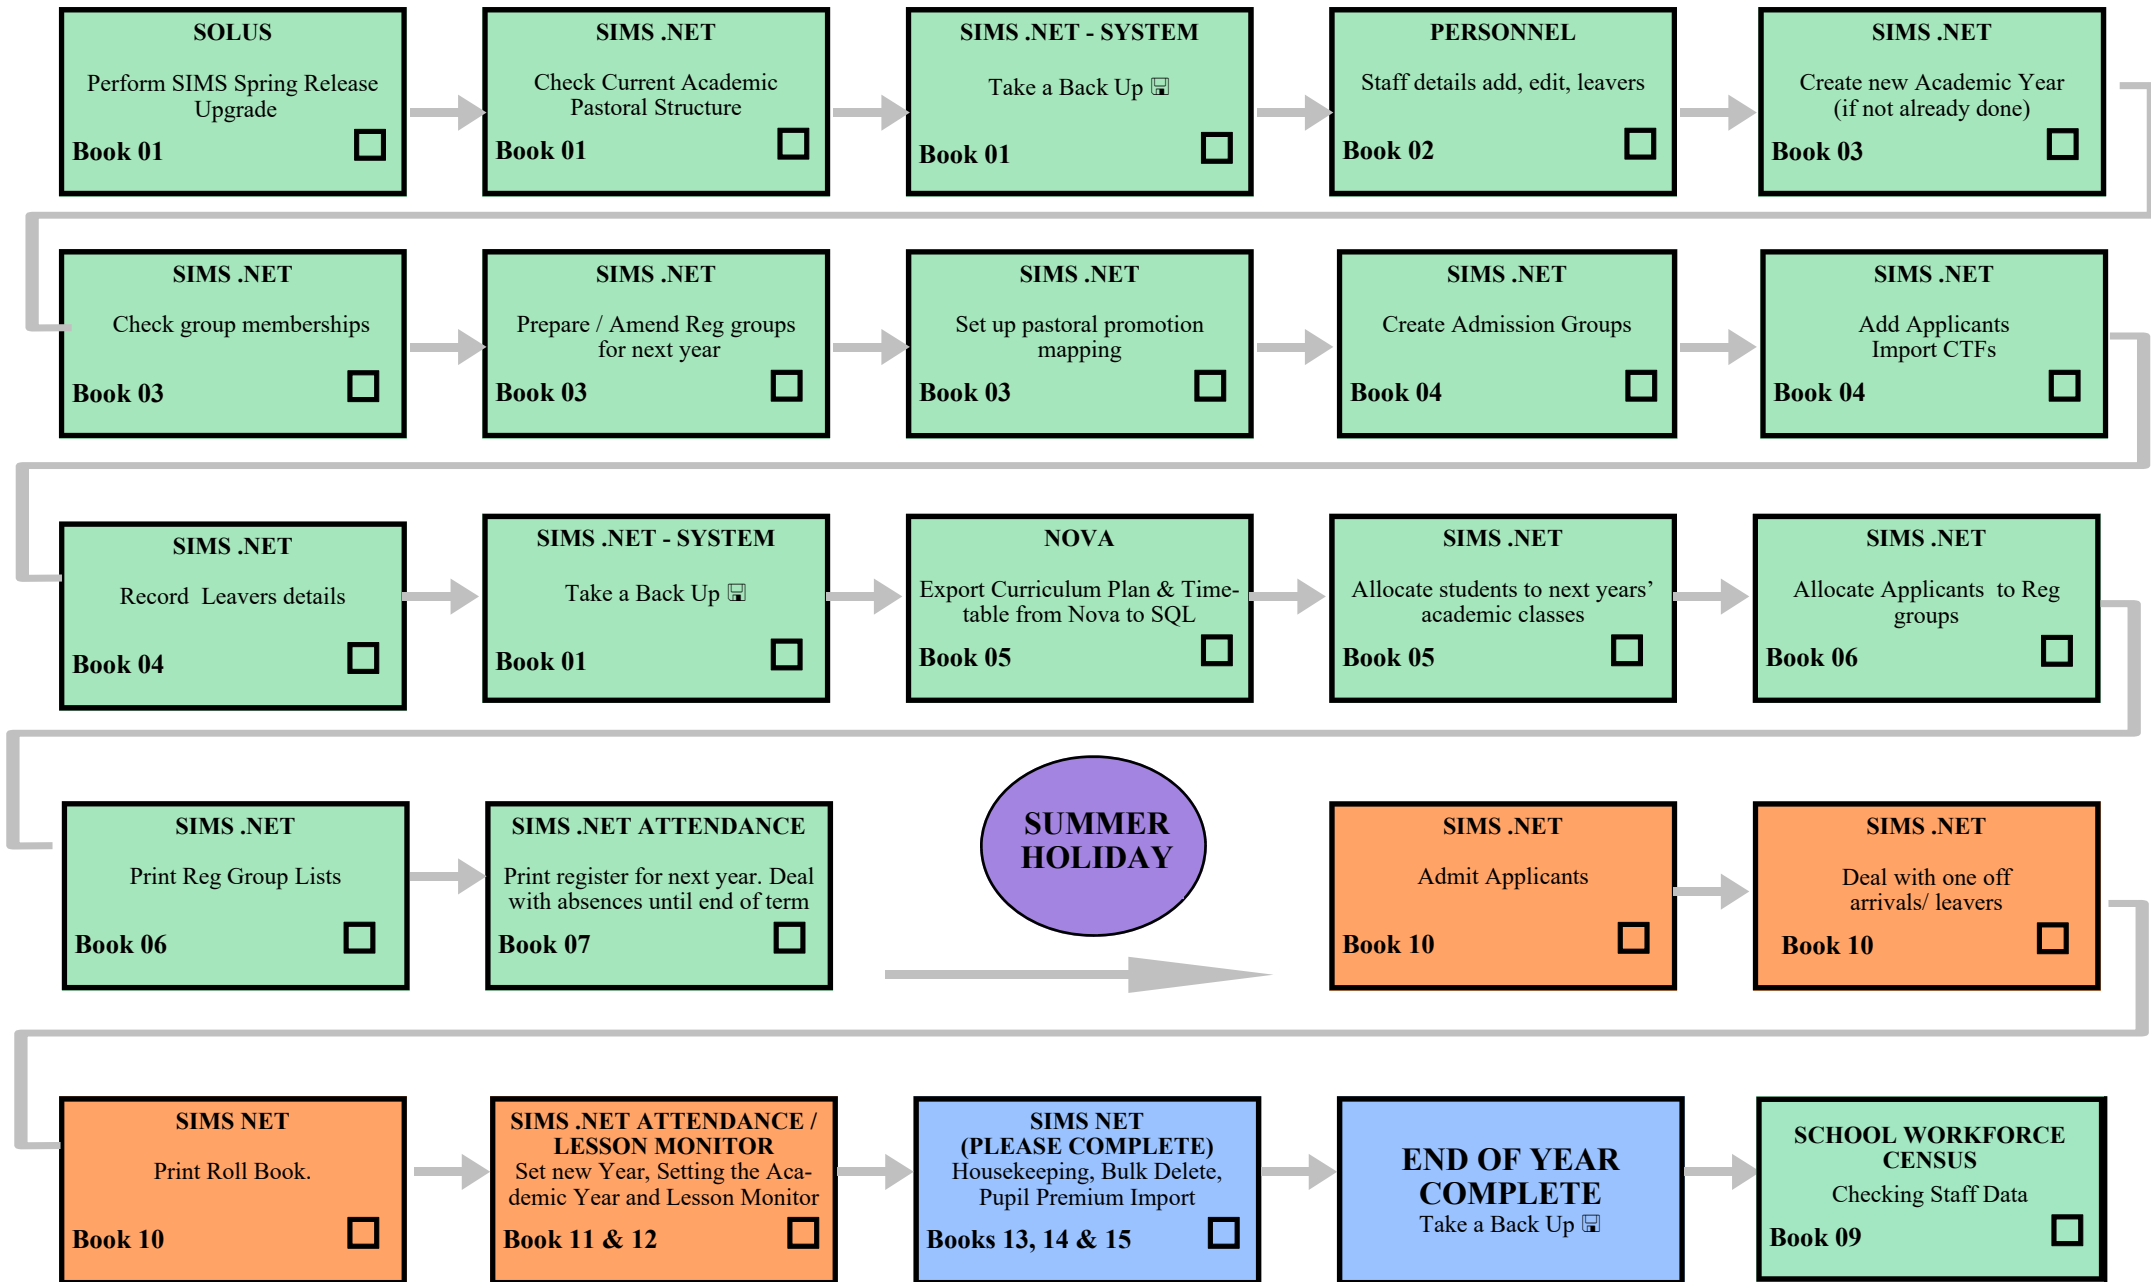 SOLUS
Perform SIMS Spring Release
Upgrade
Book 01
SIMS .NET
Check Current Academic
Pastoral Structure
Book 01
SIMS .NET - SYSTEM
Take a Back Up 🖫
Book 01
PERSONNEL
Staff details add, edit, leavers
Book 02
SIMS .NET
Create new Academic Year
(if not already done)
Book 03
SIMS .NET
Check group memberships
Book 03
SIMS .NET
Prepare / Amend Reg groups
for next year
Book 03
SIMS .NET
Set up pastoral promotion
mapping
Book 03
SIMS .NET
Create Admission Groups
Book 04
SIMS .NET
Add Applicants
Import CTFs
Book 04
SIMS .NET
Record Leavers details
Book 04
SIMS .NET - SYSTEM
Take a Back Up 🖫
Book 01
NOVA
Export Curriculum Plan & Time-
table from Nova to SQL
Book 05
SIMS .NET
Allocate students to next years’
academic classes
Book 05
SIMS .NET
Allocate Applicants to Reg
groups
Book 06
SIMS .NET
Print Reg Group Lists
Book 06
SIMS .NET ATTENDANCE
Print register for next year. Deal
with absences until end of term
Book 07
SUMMER
HOLIDAY
SIMS .NET
Admit Applicants
Book 10
SIMS .NET
Deal with one off
arrivals/ leavers
Book 10
SIMS NET
Print Roll Book.
Book 10
SIMS .NET ATTENDANCE /
LESSON MONITOR
Set new Year, Setting the Aca-
demic Year and Lesson Monitor
Book 11 & 12
SIMS NET
(PLEASE COMPLETE)
Housekeeping, Bulk Delete,
Pupil Premium Import
Books 13, 14 & 15
END OF YEAR
COMPLETE
Take a Back Up 🖫
SCHOOL WORKFORCE
CENSUS
Checking Staff Data
Book 09